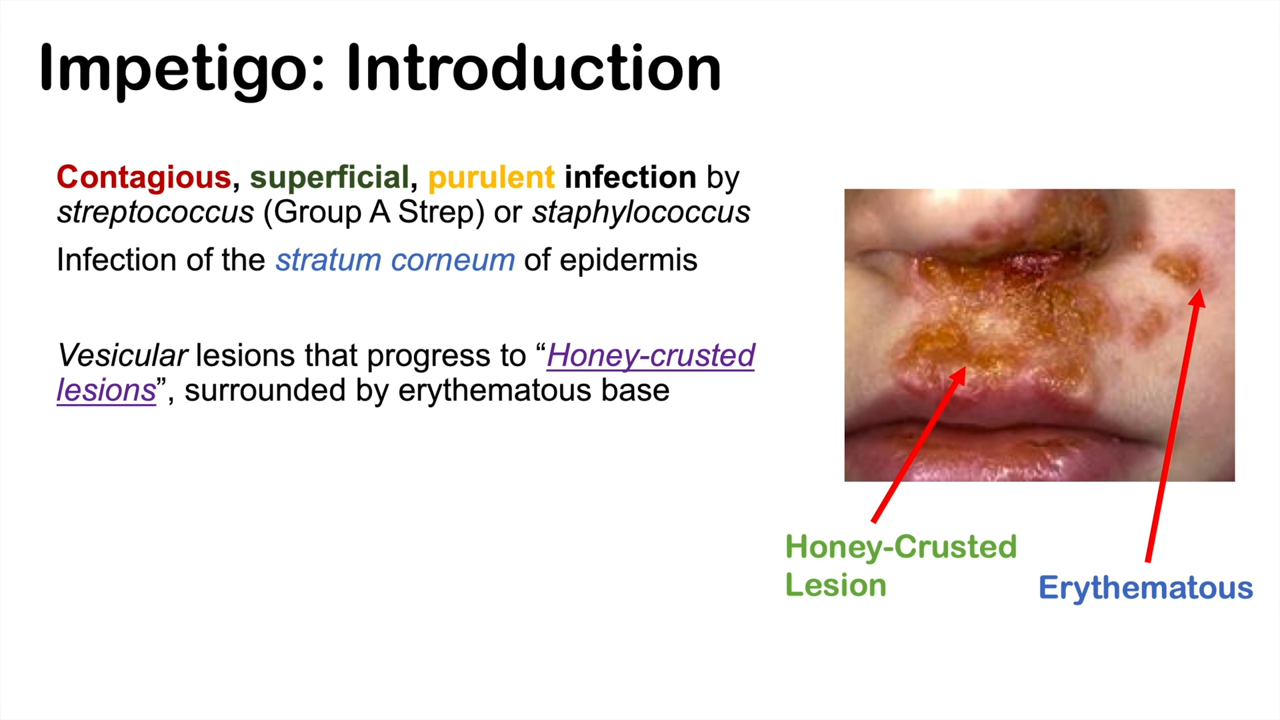 Impetigo: Introduction
Contagious, superficial, purulent infection by
streptococcus (Group A Strep) or staphylococcus
Infection of the stratum corneum of epidermis
Vesicular lesions that progress to “Honey-crusted
lesions”, surrounded by erythematous base
Honey-Crusted
Lesion
Erythematous